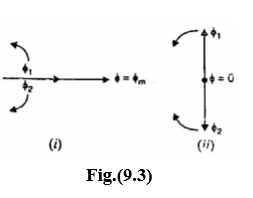 ϕ₁
ϕ₂
ϕ = ϕₘ
(i)
ϕ₁
ϕ = 0
ϕ₂
(ii)
Fig.(9.3)